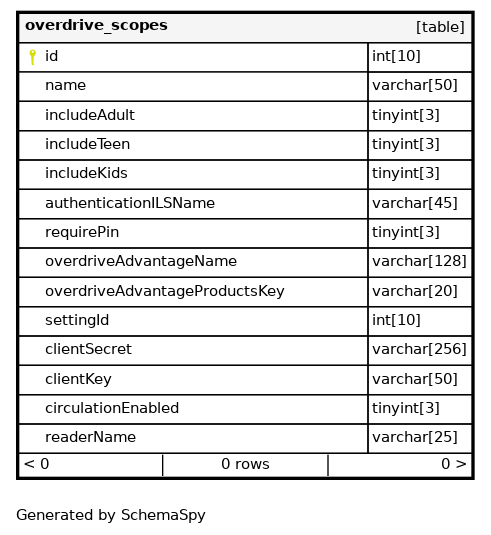 overdrive_scopes [table]
id int[10]
name varchar[50]
includeAdult tinyint[3]
includeTeen tinyint[3]
includeKids tinyint[3]
authenticationILSName varchar[45]
requirePin tinyint[3]
overdriveAdvantageName varchar[128]
overdriveAdvantageProductsKey varchar[20]
settingId int[10]
clientSecret varchar[256]
clientKey varchar[50]
circulationEnabled tinyint[3]
readerName varchar[25]
< 0 0 rows 0 >
Generated by SchemaSpy